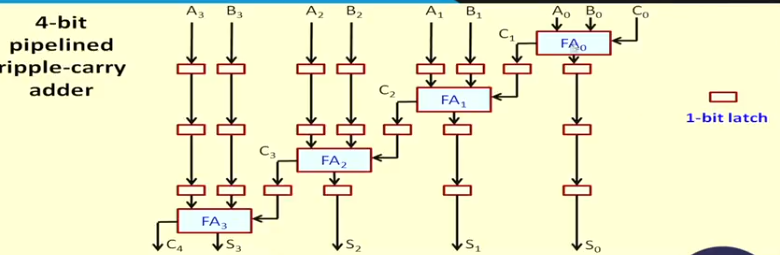 4-bit
pipelined
ripple-carry
adder
A₃ B₃ A₂ B₂ A₁ B₁ A₀ B₀ C₀
C₁ FA₀
C₂ FA₁
1-bit latch
C₃ FA₂
FA₃
C₄ S₃ S₂ S₁ S₀